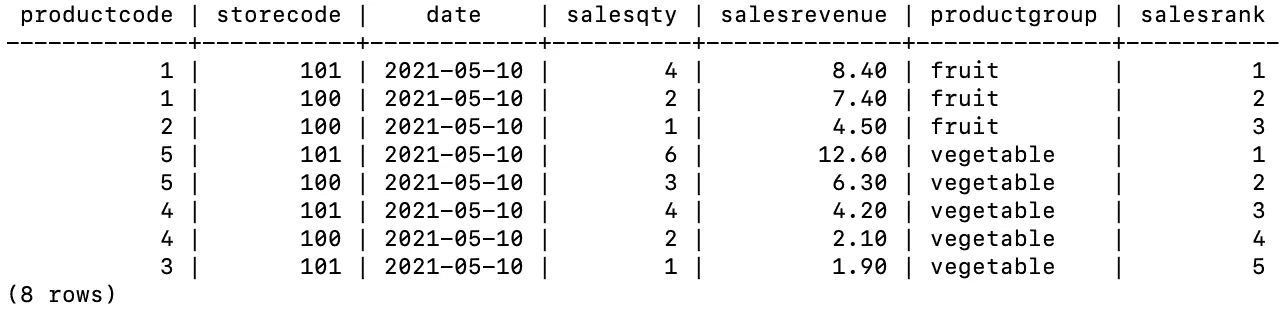 productcode | storecode |    date    | salesqty | salesrevenue | productgroup | salesrank
-------------+-----------+------------+----------+--------------+--------------+-----------
           1 |       101 | 2021-05-10 |        4 |         8.40 | fruit        |         1
           1 |       100 | 2021-05-10 |        2 |         7.40 | fruit        |         2
           2 |       100 | 2021-05-10 |        1 |         4.50 | fruit        |         3
           5 |       101 | 2021-05-10 |        6 |        12.60 | vegetable    |         1
           5 |       100 | 2021-05-10 |        3 |         6.30 | vegetable    |         2
           4 |       101 | 2021-05-10 |        4 |         4.20 | vegetable    |         3
           4 |       100 | 2021-05-10 |        2 |         2.10 | vegetable    |         4
           3 |       101 | 2021-05-10 |        1 |         1.90 | vegetable    |         5
(8 rows)